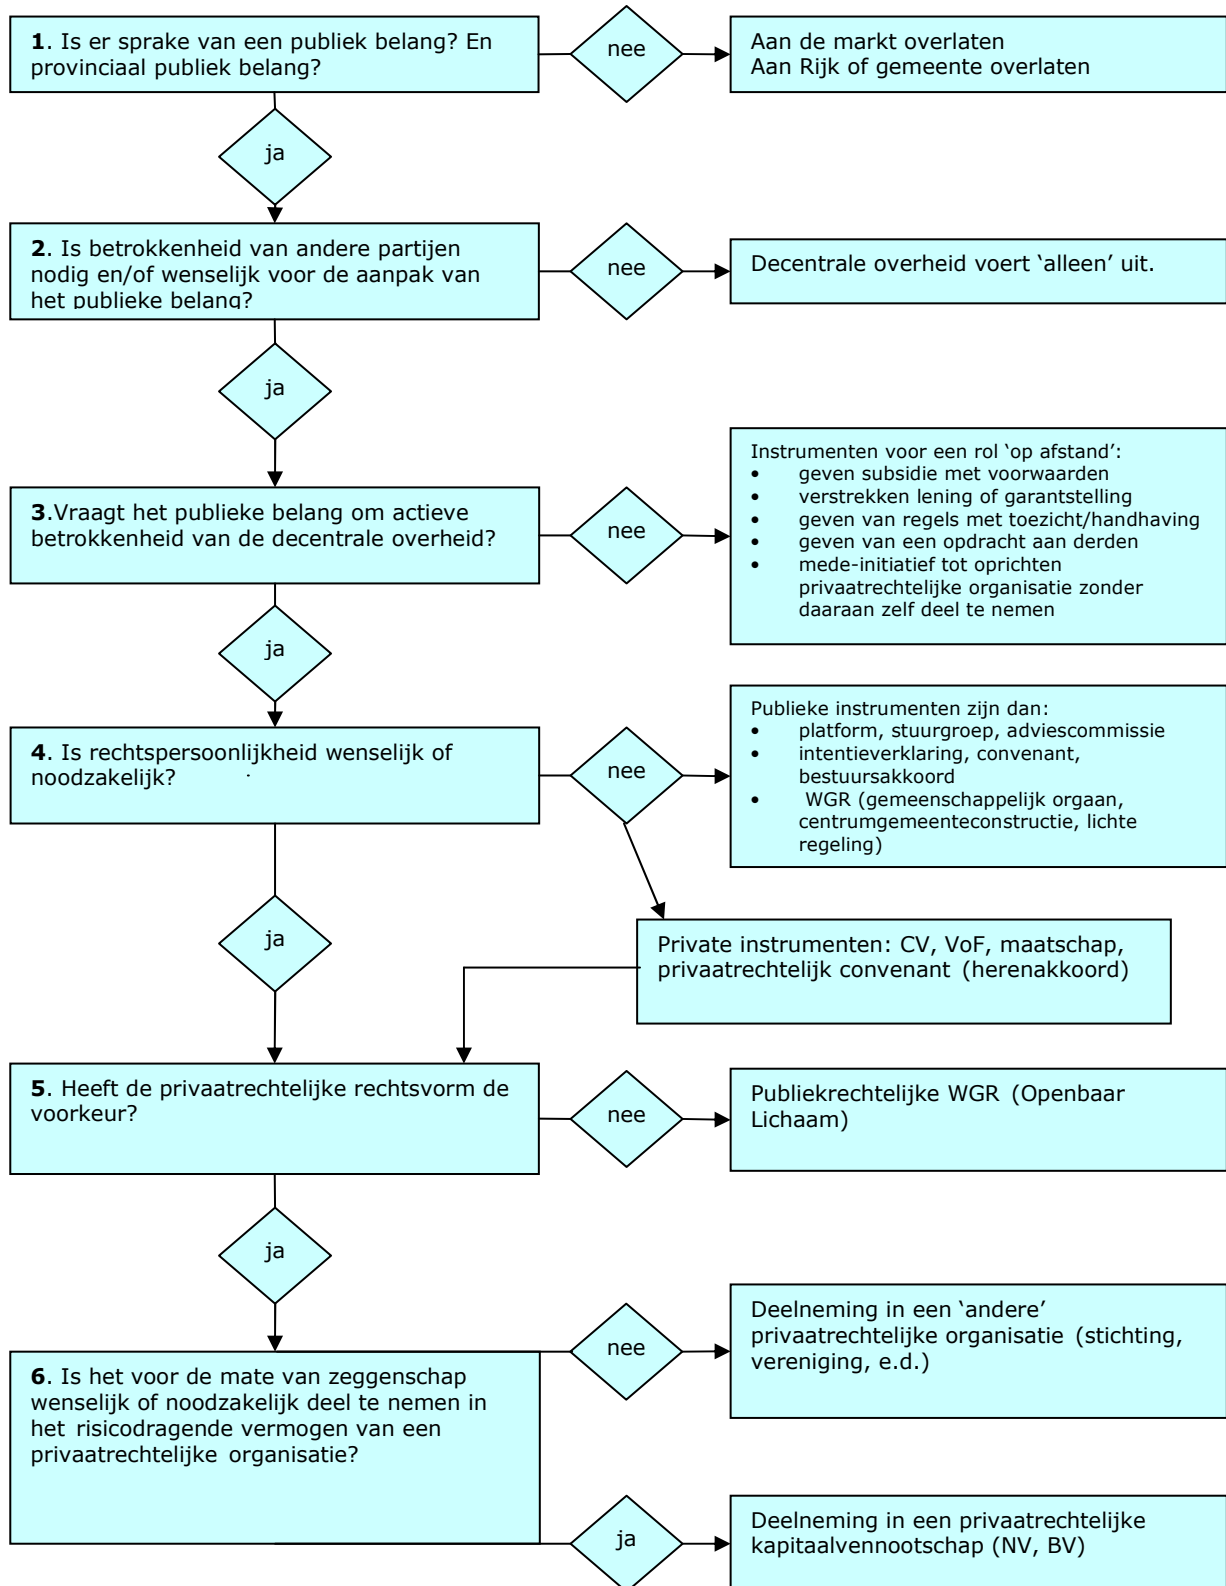 1. Is er sprake van een publiek belang? En
provinciaal publiek belang?
nee
Aan de markt overlaten
Aan Rijk of gemeente overlaten
ja
2. Is betrokkenheid van andere partijen
nodig en/of wenselijk voor de aanpak van
het publieke belang?
nee
Decentrale overheid voert ‘alleen’ uit.
ja
3.Vraagt het publieke belang om actieve
betrokkenheid van de decentrale overheid?
nee
Instrumenten voor een rol ‘op afstand’:
• geven subsidie met voorwaarden
• verstrekken lening of garantstelling
• geven van regels met toezicht/handhaving
• geven van een opdracht aan derden
• mede-initiatief tot oprichten
privaatrechtelijke organisatie zonder
daaraan zelf deel te nemen
ja
4. Is rechtspersoonlijkheid wenselijk of
noodzakelijk?
nee
Publieke instrumenten zijn dan:
• platform, stuurgroep, adviescommissie
• intentieverklaring, convenant,
bestuursakkoord
• WGR (gemeenschappelijk orgaan,
centrumgemeenteconstructie, lichte
regeling)
ja
Private instrumenten: CV, VoF, maatschap,
privaatrechtelijk convenant (herenakkoord)
5. Heeft de privaatrechtelijke rechtsvorm de
voorkeur?
nee
Publiekrechtelijke WGR (Openbaar
Lichaam)
ja
6. Is het voor de mate van zeggenschap
wenselijk of noodzakelijk deel te nemen in
het risicodragende vermogen van een
privaatrechtelijke organisatie?
nee
Deelneming in een ‘andere’
privaatrechtelijke organisatie (stichting,
vereniging, e.d.)
ja
Deelneming in een privaatrechtelijke
kapitaalvennootschap (NV, BV)